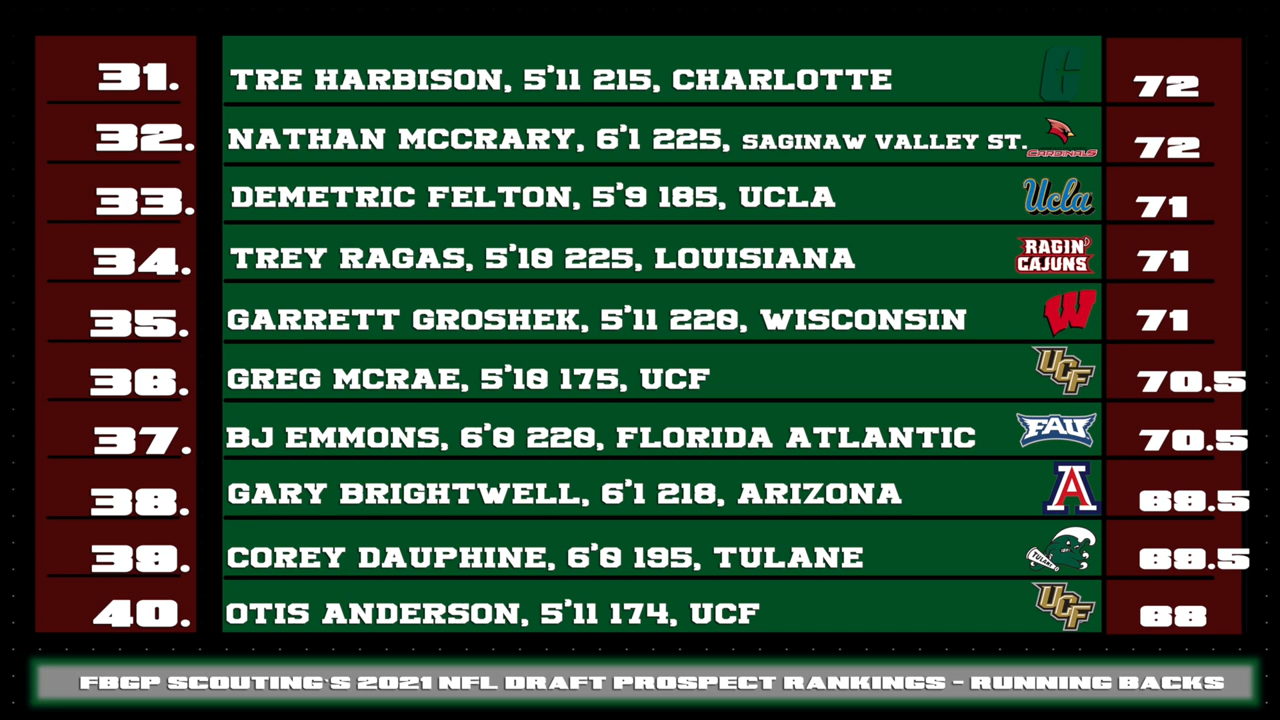 31. TRE HARBISON, 5'11 215, CHARLOTTE C 72
32. NATHAN MCCRARY, 6'1 225, SAGINAW VALLEY ST. CARDINALS 72
33. DEMETRIC FELTON, 5'9 185, UCLA Ucla 71
34. TREY RAGAS, 5'10 225, LOUISIANA RAGIN' CAJUNS 71
35. GARRETT GROSHEK, 5'11 220, WISCONSIN W 71
36. GREG MCRAE, 5'10 175, UCF UCF 70.5
37. BJ EMMONS, 6'0 220, FLORIDA ATLANTIC FAU 70.5
38. GARY BRIGHTWELL, 6'1 218, ARIZONA A 69.5
39. COREY DAUPHINE, 6'0 195, TULANE TULANE 69.5
40. OTIS ANDERSON, 5'11 174, UCF UCF 68
FBGP SCOUTING'S 2021 NFL DRAFT PROSPECT RANKINGS - RUNNING BACKS